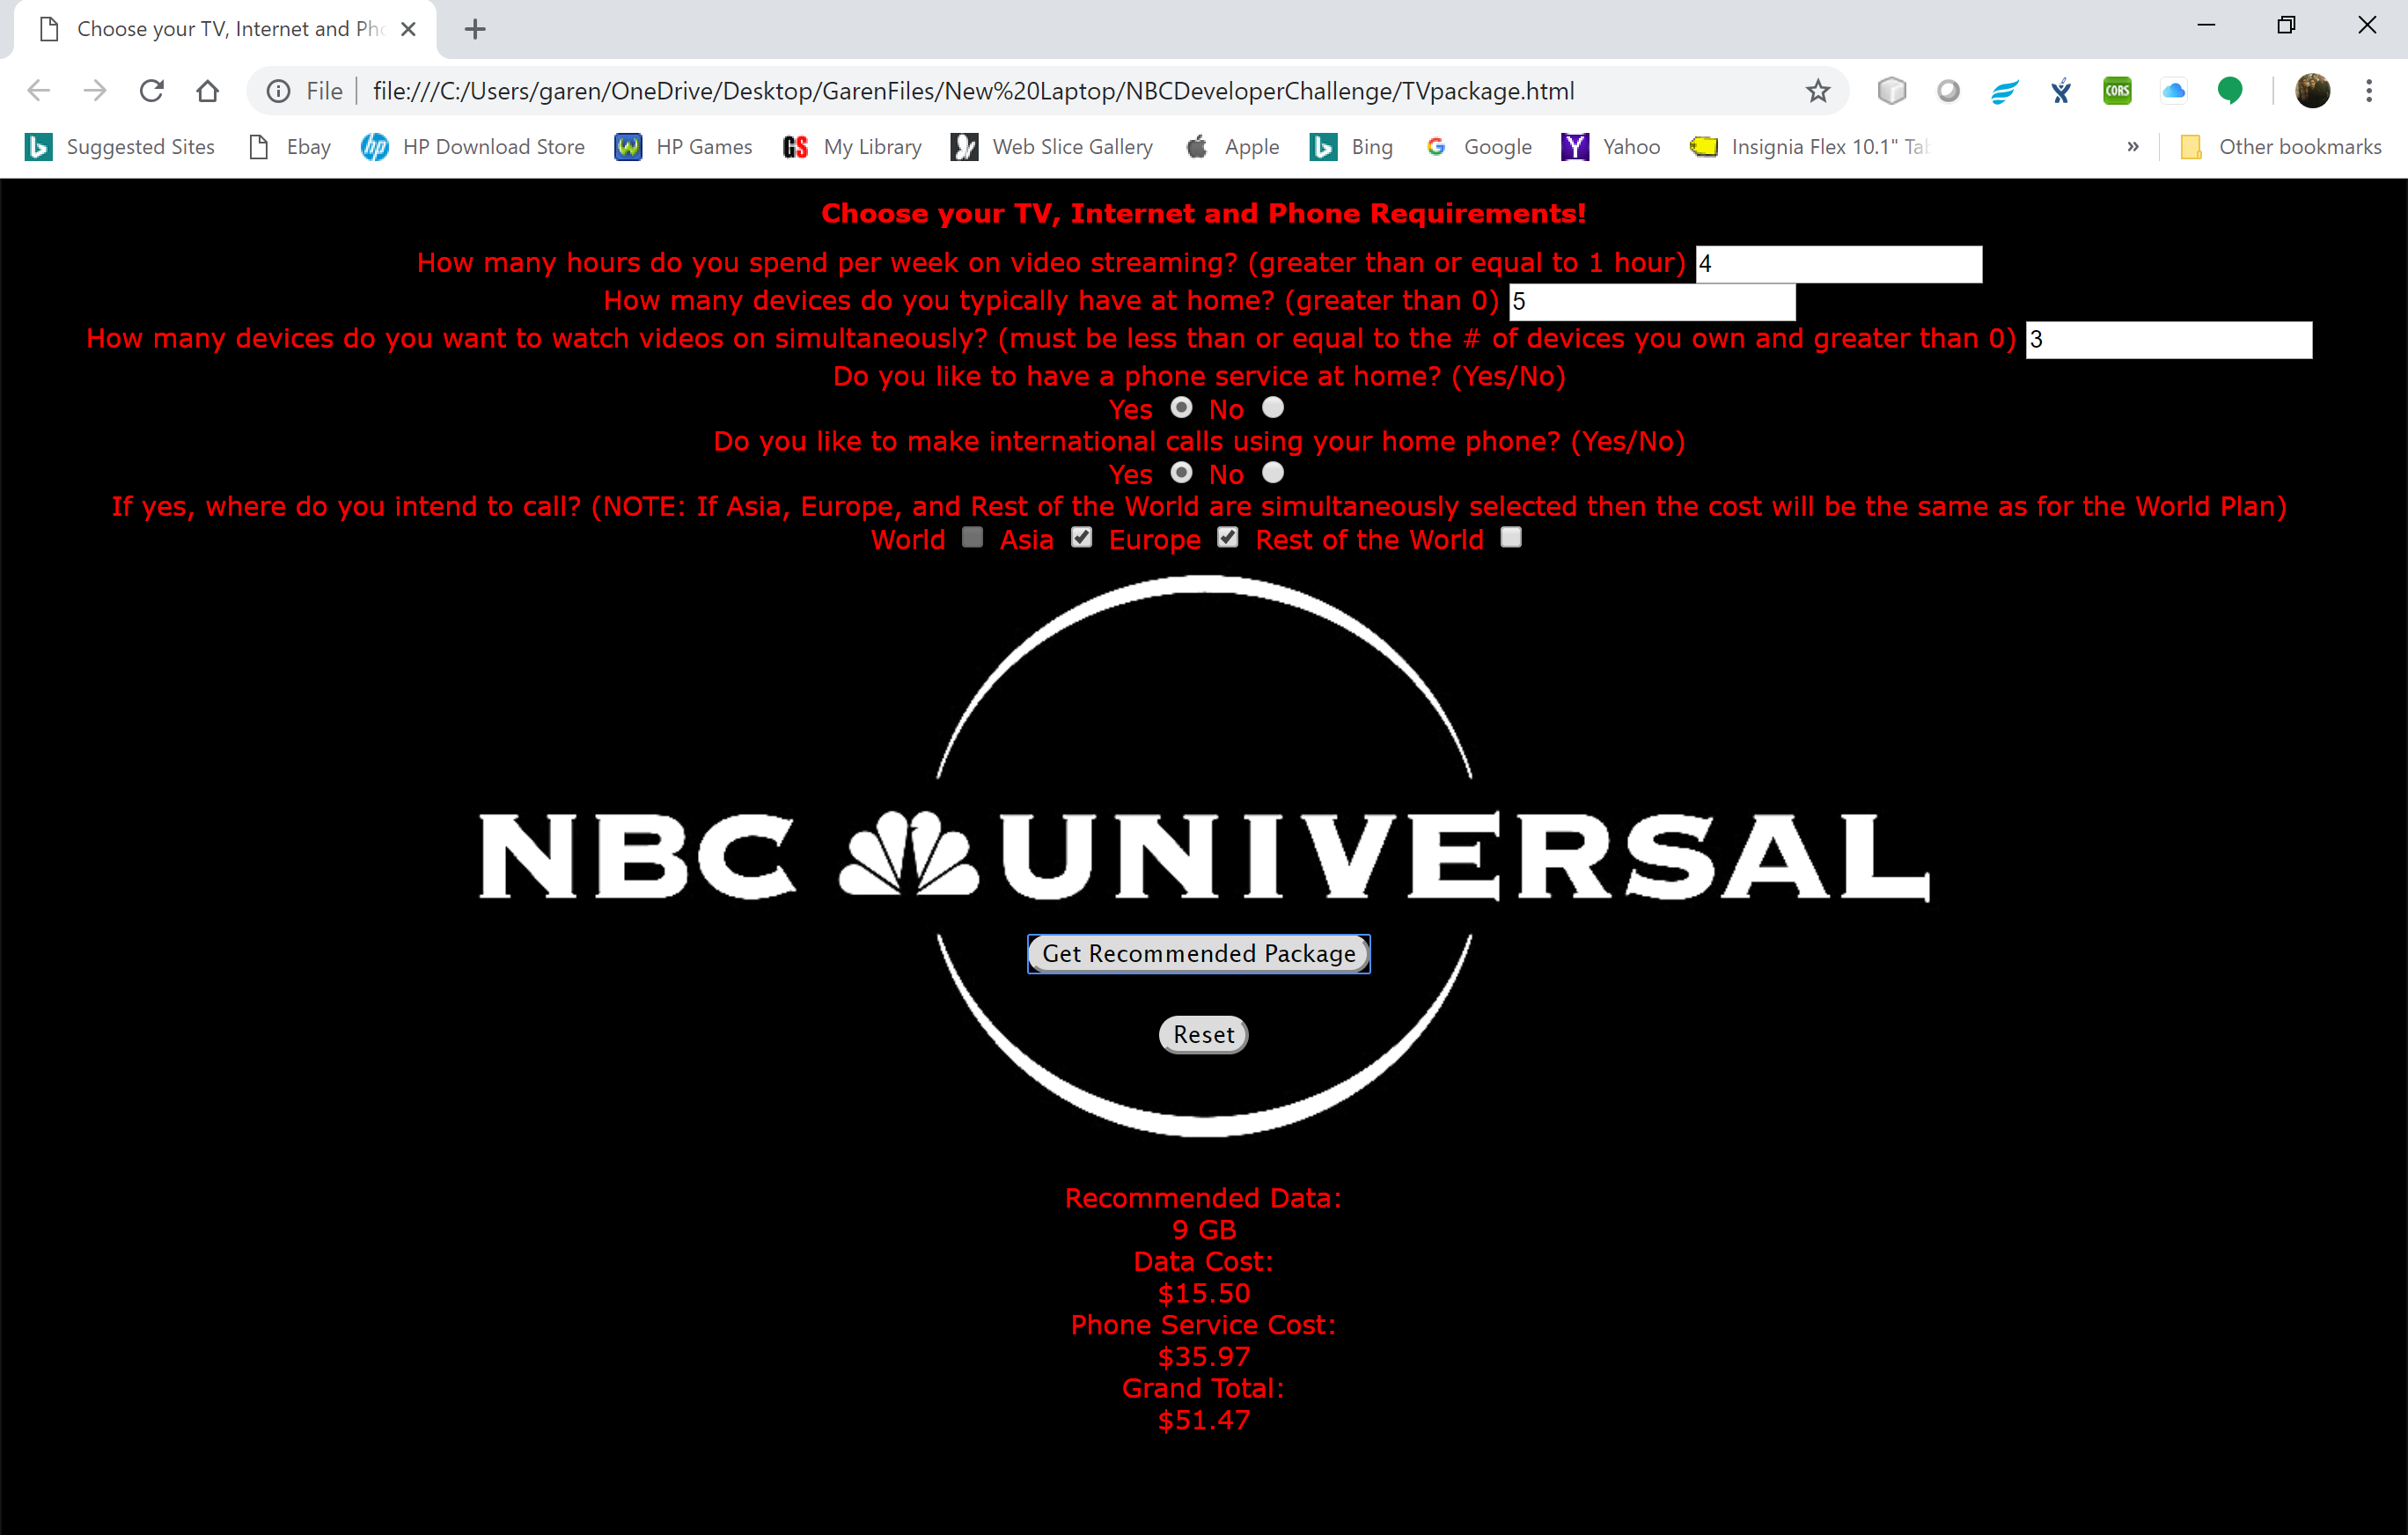 Choose your TV, Internet and Pho
File
file:///C:/Users/garen/OneDrive/Desktop/GarenFiles/New%20Laptop/NBCDeveloperChallenge/TVpackage.html
CORS
Suggested Sites Ebay HP Download Store HP Games GS My Library Web Slice Gallery Apple Bing Google Yahoo Insignia Flex 10.1" Tab » Other bookmarks
Choose your TV, Internet and Phone Requirements!
How many hours do you spend per week on video streaming? (greater than or equal to 1 hour) 4
How many devices do you typically have at home? (greater than 0) 5
How many devices do you want to watch videos on simultaneously? (must be less than or equal to the # of devices you own and greater than 0) 3
Do you like to have a phone service at home? (Yes/No)
Yes No
Do you like to make international calls using your home phone? (Yes/No)
Yes No
If yes, where do you intend to call? (NOTE: If Asia, Europe, and Rest of the World are simultaneously selected then the cost will be the same as for the World Plan)
World Asia Europe Rest of the World
NBC UNIVERSAL
Get Recommended Package
Reset
Recommended Data:
9 GB
Data Cost:
$15.50
Phone Service Cost:
$35.97
Grand Total:
$51.47